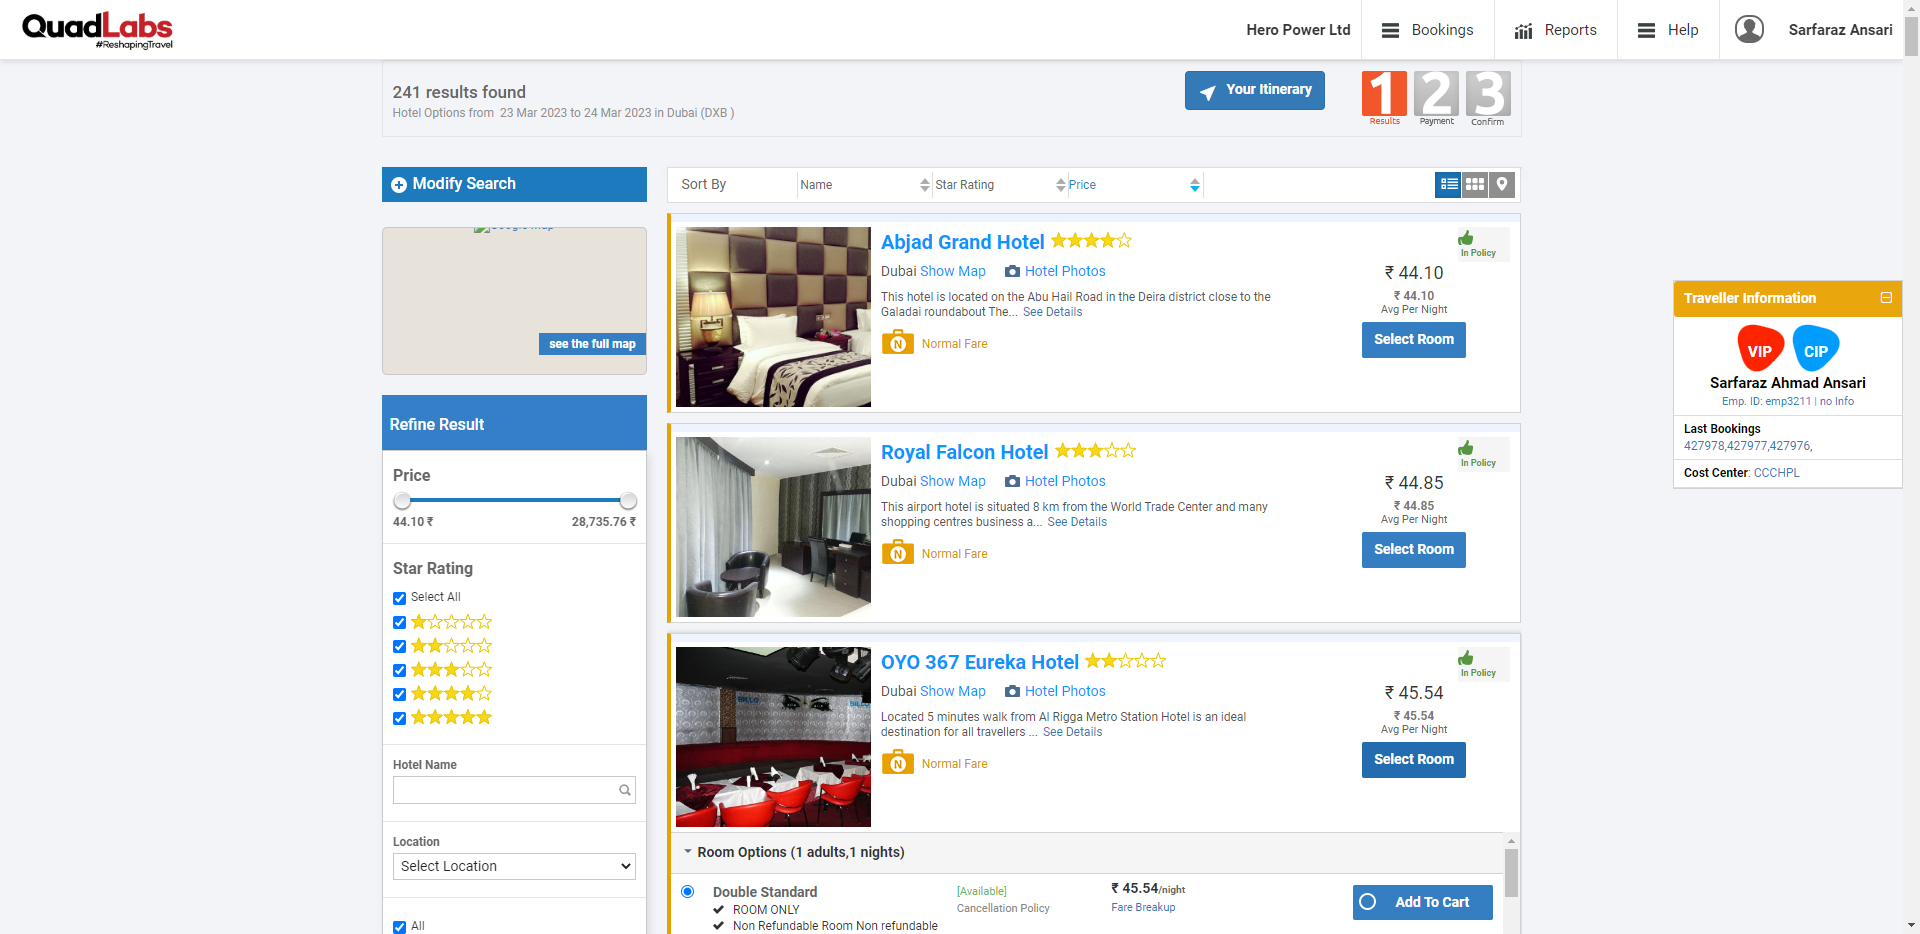 QuadLabs
#ReshapingTravel
Hero Power Ltd
Bookings
Reports
Help
Sarfaraz Ansari
241 results found
Hotel Options from 23 Mar 2023 to 24 Mar 2023 in Dubai (DXB )
Your Itinerary
1 2 3
Results Payment Confirm
Modify Search
see the full map
Refine Result
Price
44.10 ₹ 28,735.76 ₹
Star Rating
Select All
Hotel Name
Location
Select Location
All
Sort By Name Star Rating Price
Abjad Grand Hotel
Dubai Show Map Hotel Photos
This hotel is located on the Abu Hail Road in the Deira district close to the
Galadai roundabout The... See Details
N Normal Fare
In Policy
₹ 44.10
₹ 44.10
Avg Per Night
Select Room
Royal Falcon Hotel
Dubai Show Map Hotel Photos
This airport hotel is situated 8 km from the World Trade Center and many
shopping centres business a... See Details
N Normal Fare
In Policy
₹ 44.85
₹ 44.85
Avg Per Night
Select Room
OYO 367 Eureka Hotel
Dubai Show Map Hotel Photos
Located 5 minutes walk from Al Rigga Metro Station Hotel is an ideal
destination for all travellers ... See Details
N Normal Fare
In Policy
₹ 45.54
₹ 45.54
Avg Per Night
Select Room
Room Options (1 adults,1 nights)
Double Standard
ROOM ONLY
Non Refundable Room Non refundable
[Available]
Cancellation Policy
₹ 45.54/night
Fare Breakup
Add To Cart
Traveller Information
VIP CIP
Sarfaraz Ahmad Ansari
Emp. ID: emp3211 | no Info
Last Bookings
427978,427977,427976,
Cost Center: CCCHPL